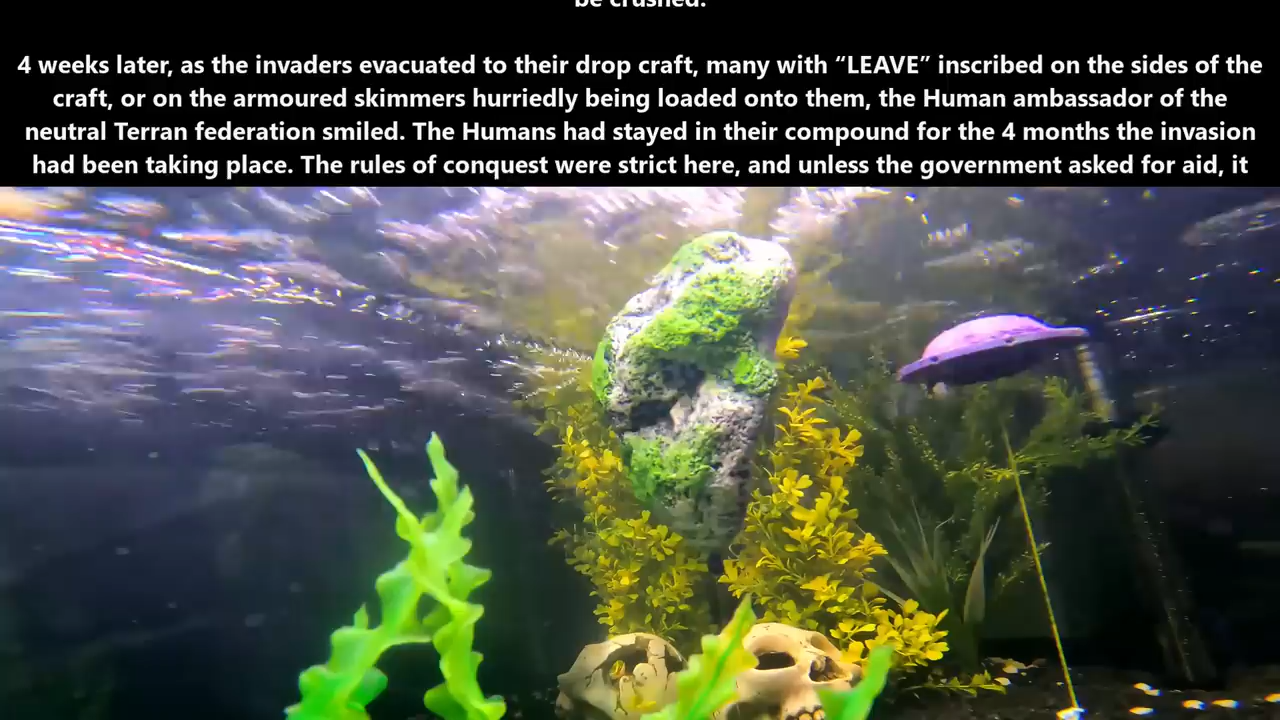 be crushed.
4 weeks later, as the invaders evacuated to their drop craft, many with “LEAVE” inscribed on the sides of the
craft, or on the armoured skimmers hurriedly being loaded onto them, the Human ambassador of the
neutral Terran federation smiled. The Humans had stayed in their compound for the 4 months the invasion
had been taking place. The rules of conquest were strict here, and unless the government asked for aid, it